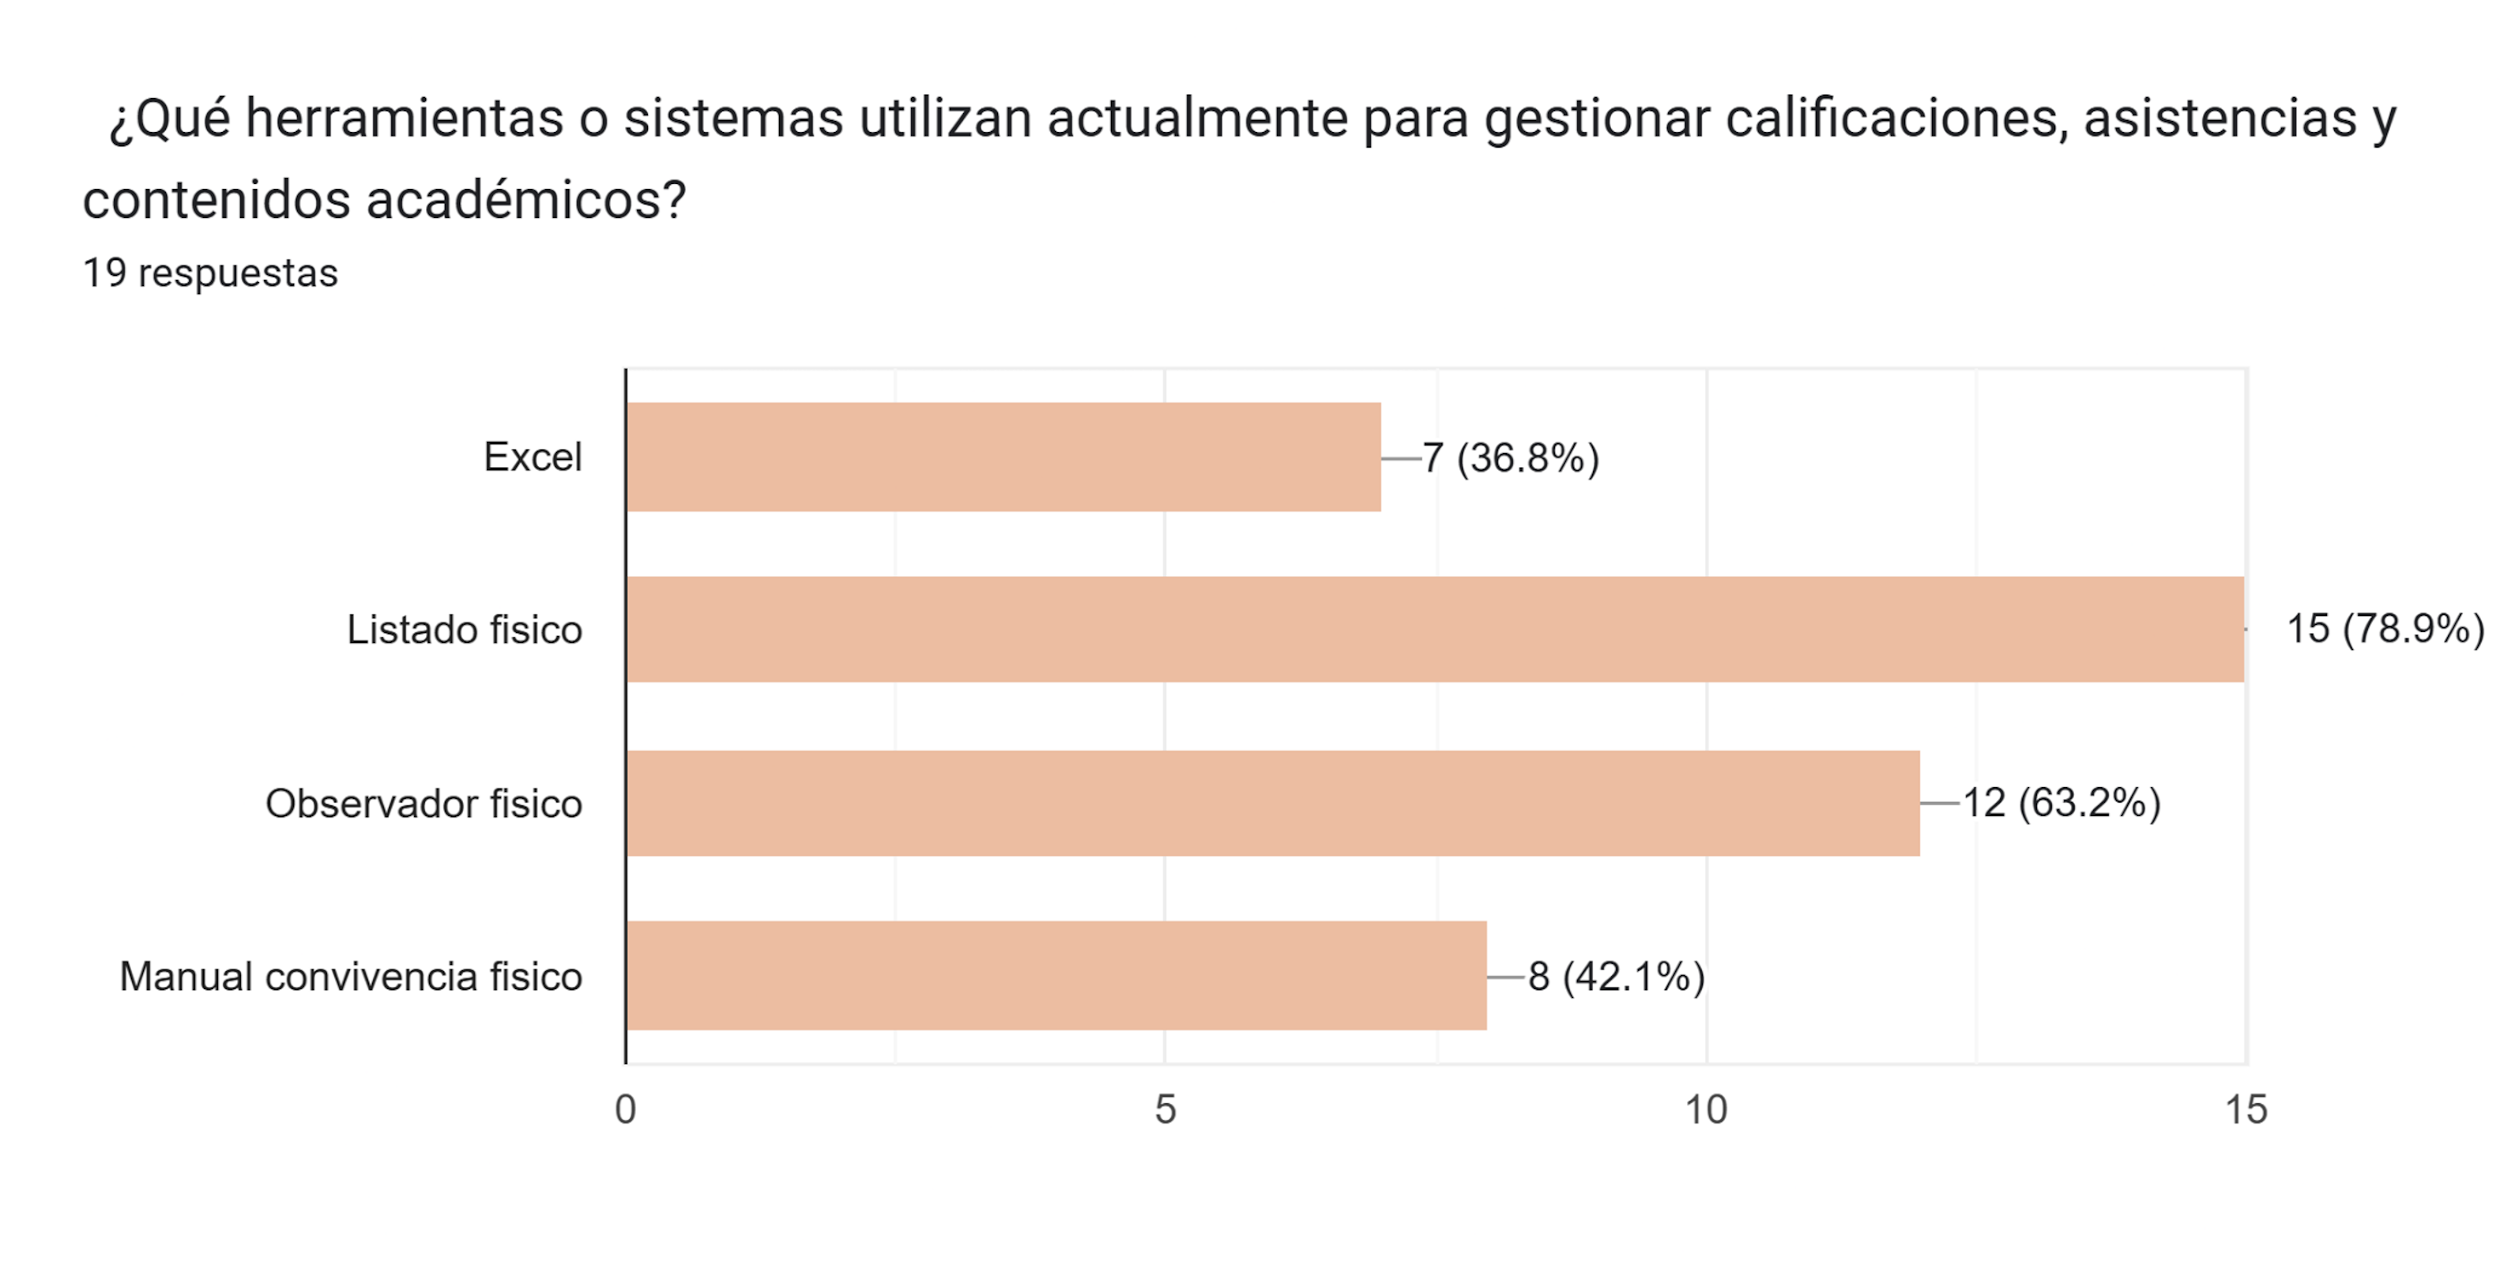 ¿Qué herramientas o sistemas utilizan actualmente para gestionar calificaciones, asistencias y
contenidos académicos?
19 respuestas
Excel
7 (36.8%)
Listado fisico
15 (78.9%)
Observador fisico
12 (63.2%)
Manual convivencia fisico
8 (42.1%)
0 5 10 15